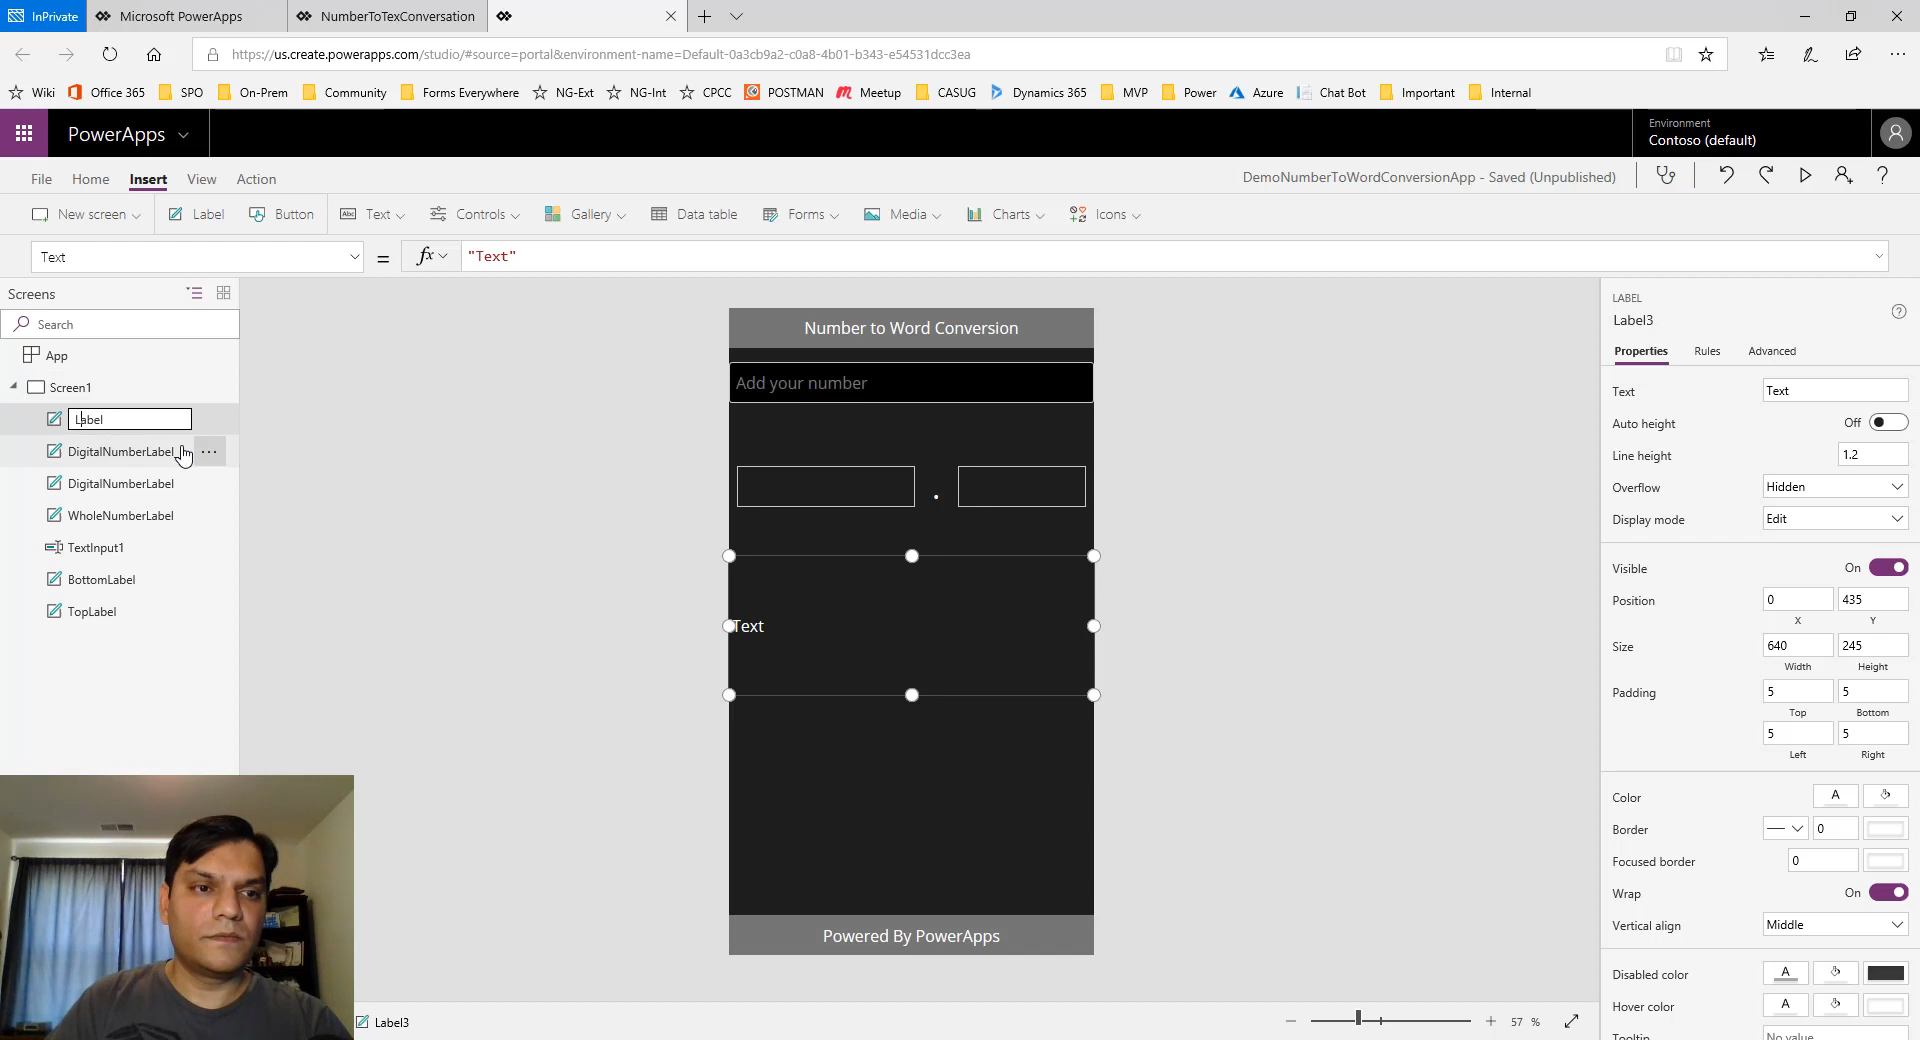 InPrivate
Microsoft PowerApps
NumberToTexConversation
https://us.create.powerapps.com/studio/#source=portal&environment-name=Default-0a3cb9a2-c0a8-4b01-b343-e54531dcc3ea
Wiki Office 365 SPO On-Prem Community Forms Everywhere NG-Ext NG-Int CPCC POSTMAN Meetup CASUG Dynamics 365 MVP Power Azure Chat Bot Important Internal
PowerApps
Environment
Contoso (default)
File Home Insert View Action
DemoNumberToWordConversionApp - Saved (Unpublished)
New screen Label Button Text Controls Gallery Data table Forms Media Charts Icons
Text = fx "Text"
Screens
Search
App
Screen1
Label
DigitalNumberLabel ...
DigitalNumberLabel
WholeNumberLabel
TextInput1
BottomLabel
TopLabel
Number to Word Conversion
Add your number
.
Text
Powered By PowerApps
Label3
57 %
LABEL
Label3
Properties Rules Advanced
Text Text
Auto height Off
Line height 1.2
Overflow Hidden
Display mode Edit
Visible On
Position 0 435
X Y
Size 640 245
Width Height
Padding 5 5
Top Bottom
5 5
Left Right
Color A
Border 0
Focused border 0
Wrap On
Vertical align Middle
Disabled color A
Hover color A
Tooltip No value